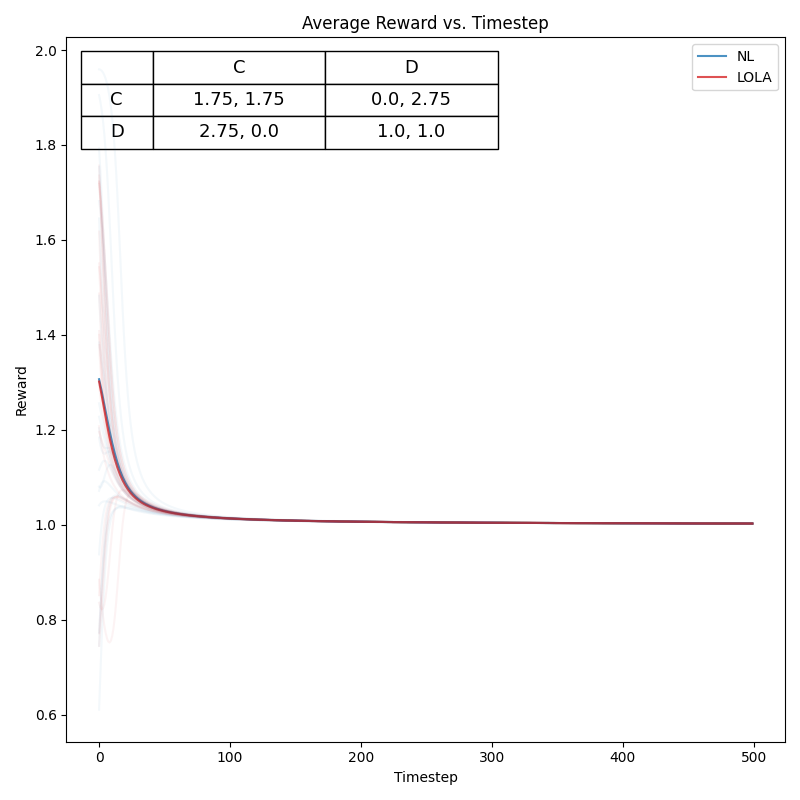 Average Reward vs. Timestep
NL
LOLA
C D
C 1.75, 1.75 0.0, 2.75
D 2.75, 0.0 1.0, 1.0
2.0
1.8
1.6
1.4
1.2
1.0
0.8
0.6
Reward
0 100 200 300 400 500
Timestep